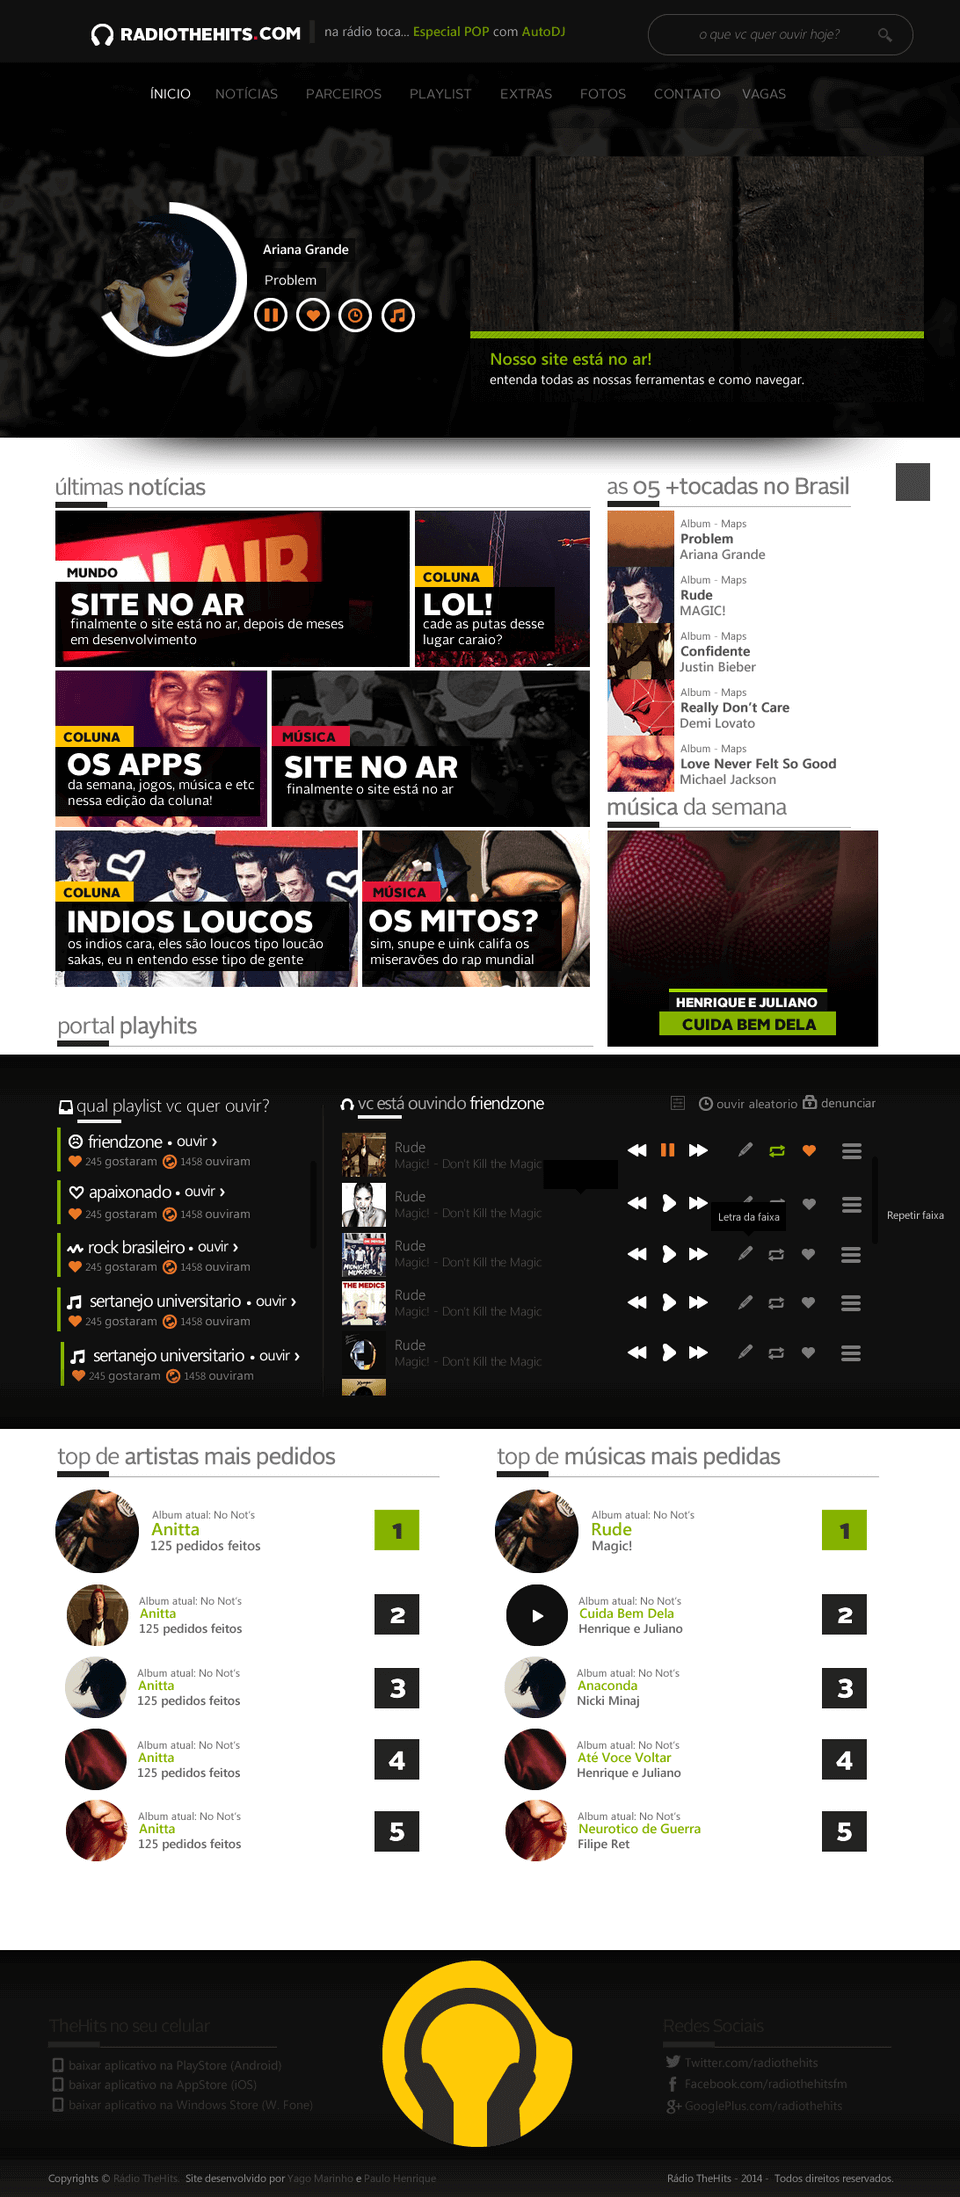 RADIOTHEHITS.COM
na rádio toca... Especial POP com AutoDJ
o que vc quer ouvir hoje?
ÍNICIO NOTÍCIAS PARCEIROS PLAYLIST EXTRAS FOTOS CONTATO VAGAS
Ariana Grande
Problem
Nosso site está no ar!
entenda todas as nossas ferramentas e como navegar.
últimas notícias
ON AIR
MUNDO
SITE NO AR
finalmente o site está no ar, depois de meses
em desenvolvimento
COLUNA
LOL!
cade as putas desse
lugar caraio?
COLUNA
OS APPS
da semana, jogos, música e etc
nessa edição da coluna!
MÚSICA
SITE NO AR
finalmente o site está no ar
COLUNA
INDIOS LOUCOS
os indios cara, eles são loucos tipo loucão
sakas, eu n entendo esse tipo de gente
MÚSICA
OS MITOS?
sim, snupe e uink califa os
miseravões do rap mundial
as 05 +tocadas no Brasil
Album - Maps
Problem
Ariana Grande
Album - Maps
Rude
MAGIC!
Album - Maps
Confidente
Justin Bieber
Album - Maps
Really Don't Care
Demi Lovato
Album - Maps
Love Never Felt So Good
Michael Jackson
música da semana
HENRIQUE E JULIANO
CUIDA BEM DELA
portal playhits
qual playlist vc quer ouvir?
friendzone • ouvir ›
245 gostaram 1458 ouviram
apaixonado • ouvir ›
245 gostaram 1458 ouviram
rock brasileiro • ouvir ›
245 gostaram 1458 ouviram
sertanejo universitario • ouvir ›
245 gostaram 1458 ouviram
sertanejo universitario • ouvir ›
245 gostaram 1458 ouviram
vc está ouvindo friendzone
ouvir aleatorio denunciar
Rude
Magic! - Don't Kill the Magic
Rude
Magic! - Don't Kill the Magic
Letra da faixa
Repetir faixa
Rude
Magic! - Don't Kill the Magic
MIDNIGHT MEMORIES
Rude
Magic! - Don't Kill the Magic
THE MEDICS
Rude
Magic! - Don't Kill the Magic
top de artistas mais pedidos
Album atual: No Not's
Anitta
125 pedidos feitos
1
Album atual: No Not's
Anitta
125 pedidos feitos
2
Album atual: No Not's
Anitta
125 pedidos feitos
3
Album atual: No Not's
Anitta
125 pedidos feitos
4
Album atual: No Not's
Anitta
125 pedidos feitos
5
top de músicas mais pedidas
Album atual: No Not's
Rude
Magic!
1
Album atual: No Not's
Cuida Bem Dela
Henrique e Juliano
2
Album atual: No Not's
Anaconda
Nicki Minaj
3
Album atual: No Not's
Até Voce Voltar
Henrique e Juliano
4
Album atual: No Not's
Neurotico de Guerra
Filipe Ret
5
TheHits no seu celular
baixar aplicativo na PlayStore (Android)
baixar aplicativo na AppStore (iOS)
baixar aplicativo na Windows Store (W. Fone)
Redes Sociais
Twitter.com/radiothehits
Facebook.com/radiothehitsfm
GooglePlus.com/radiothehits
Copyrights © Rádio TheHits. Site desenvolvido por Yago Marinho e Paulo Henrique
Rádio TheHits - 2014 - Todos direitos reservados.